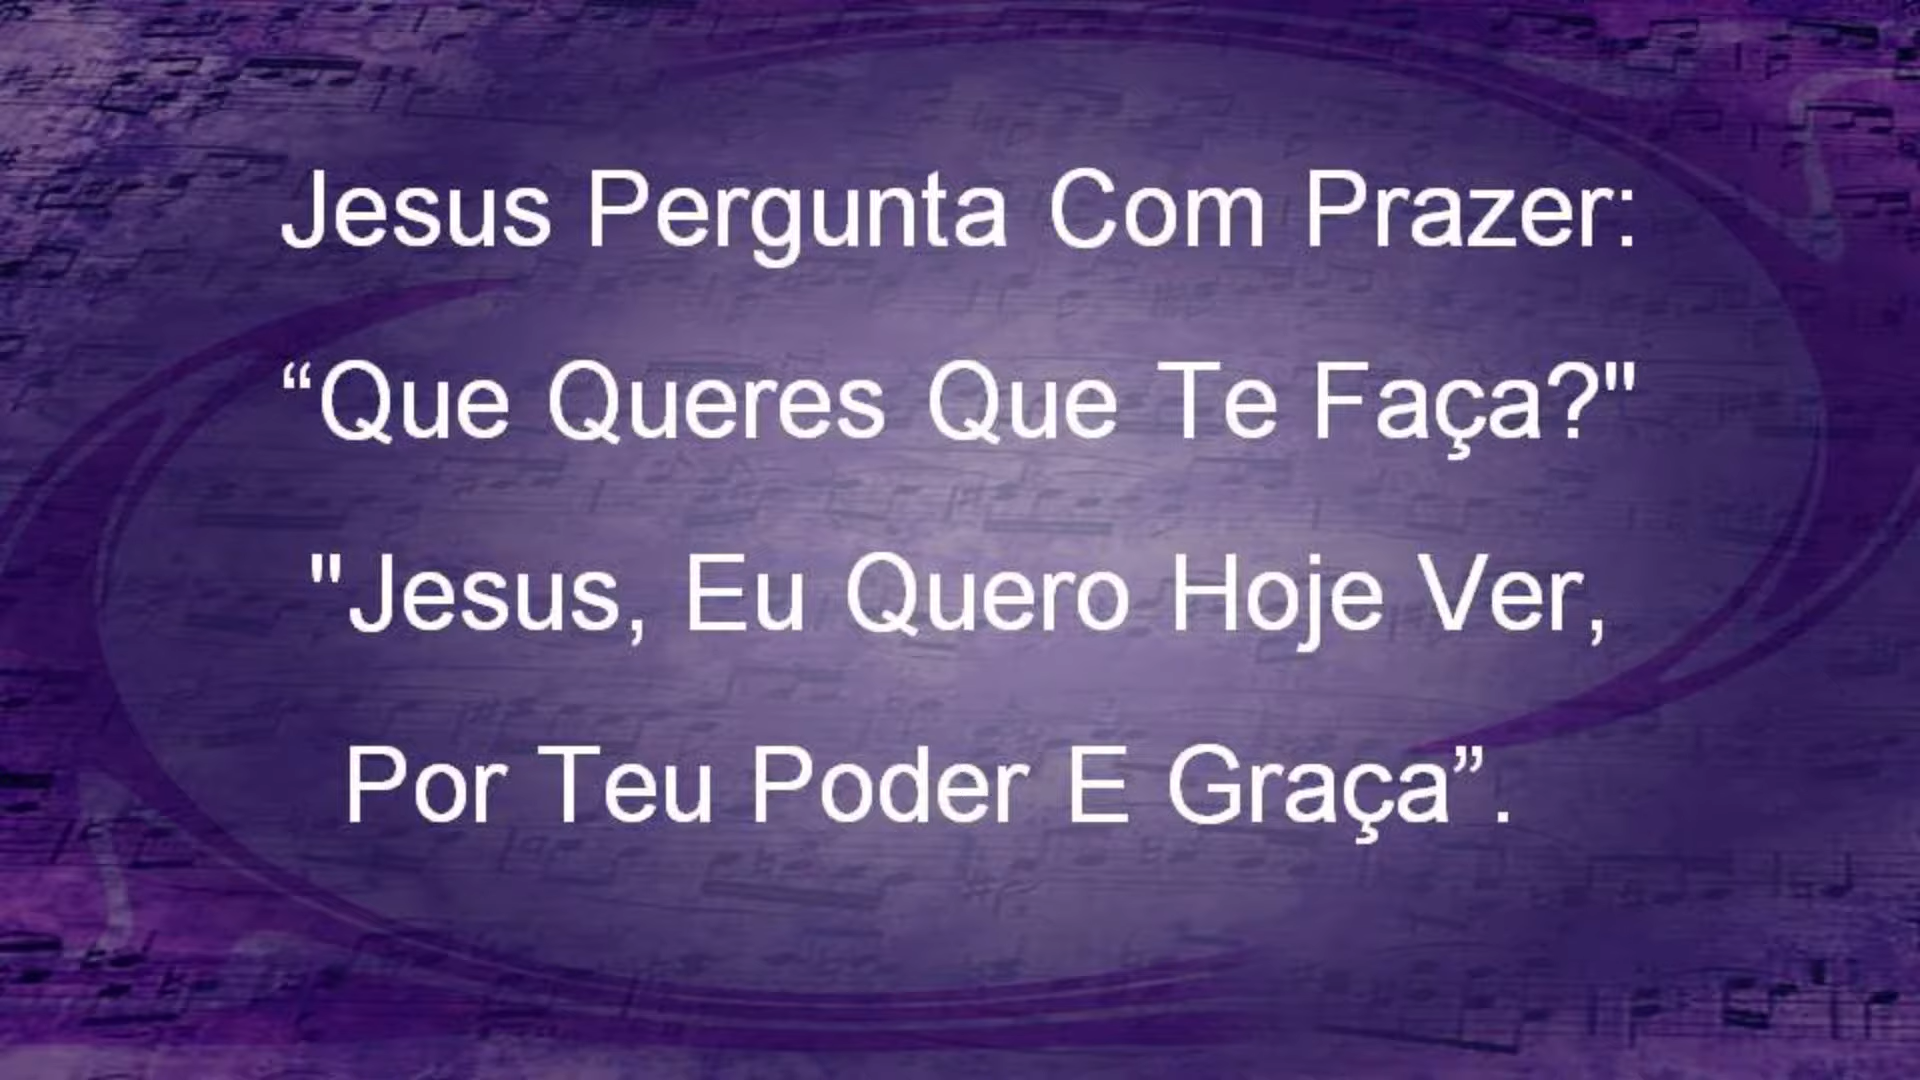 Jesus Pergunta Com Prazer:
“Que Queres Que Te Faça?"
"Jesus, Eu Quero Hoje Ver,
Por Teu Poder E Graça”.